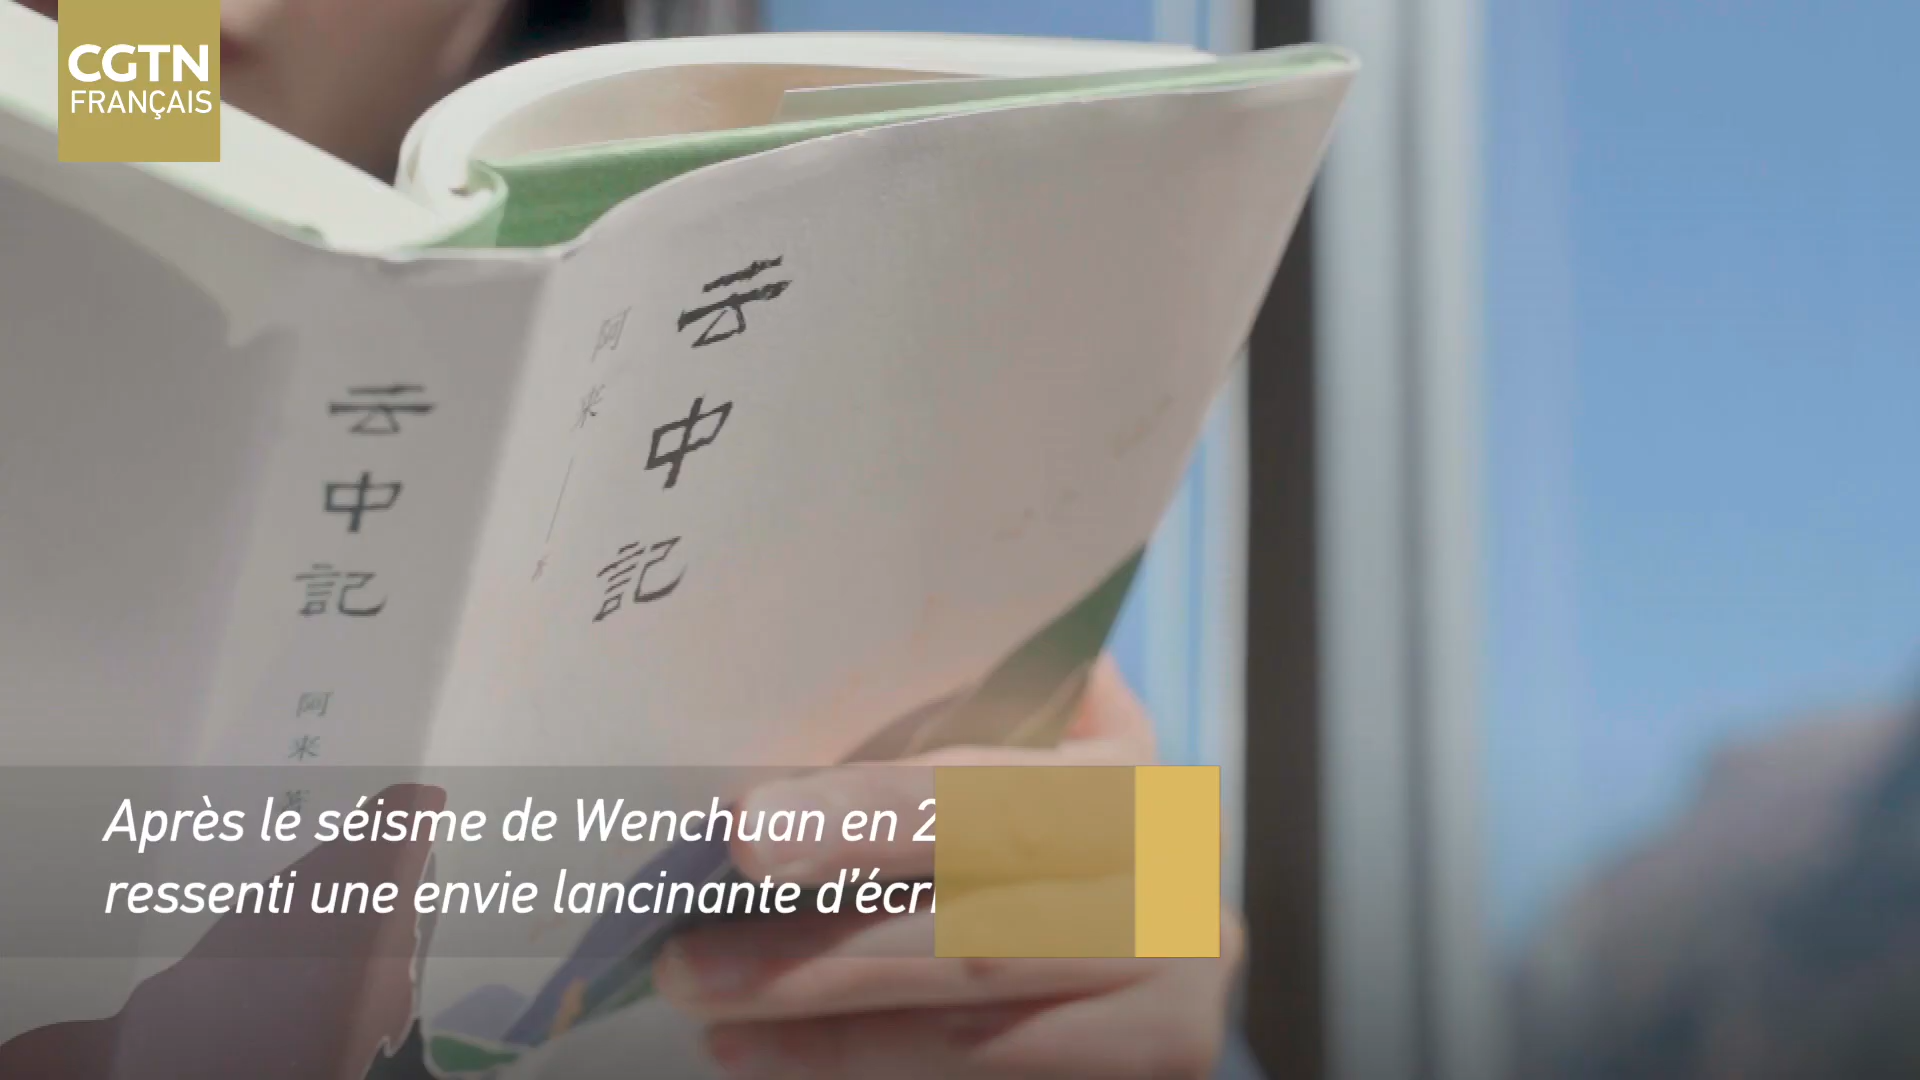 CGTN
FRANÇAIS
云中記
阿来
云中記
阿来 著
Après le séisme de Wenchuan en 2
ressenti une envie lancinante d’écri